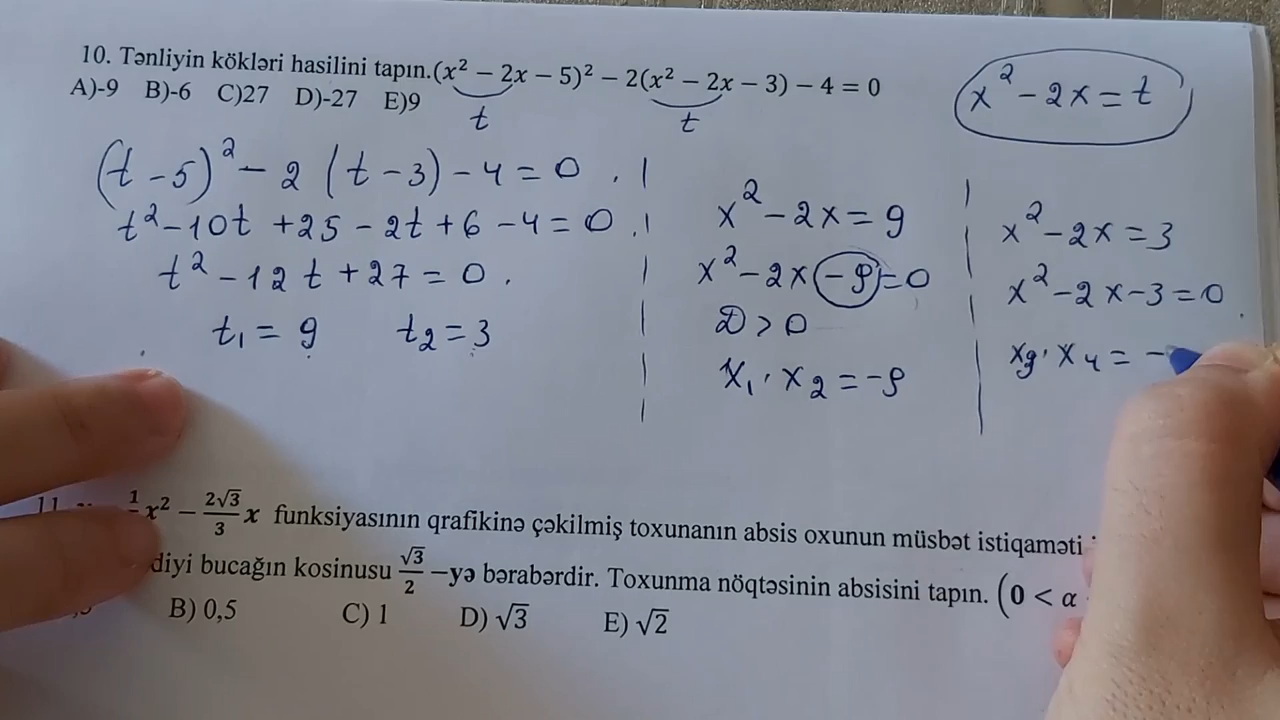 10. Tənliyin kökləri hasilini tapın.(x² − 2x − 5)² − 2(x² − 2x − 3) − 4 = 0
A)-9 B)-6 C)27 D)-27 E)9
t t
x² − 2x = t
(t − 5)² − 2 (t − 3) − 4 = 0
t² − 10t + 25 − 2t + 6 − 4 = 0
t² − 12t + 27 = 0
t₁ = 9 t₂ = 3
x² − 2x = 9
x² − 2x − 9 = 0
D > 0
x₁ · x₂ = −9
x² − 2x = 3
x² − 2x − 3 = 0
x₃ · x₄ = −
11. x² − 2√3/3 x funksiyasının qrafikinə çəkilmiş toxunanın absis oxunun müsbət istiqaməti
diyi bucağın kosinusu √3/2 −yə bərabərdir. Toxunma nöqtəsinin absisini tapın. (0 < α
B) 0,5 C) 1 D) √3 E) √2